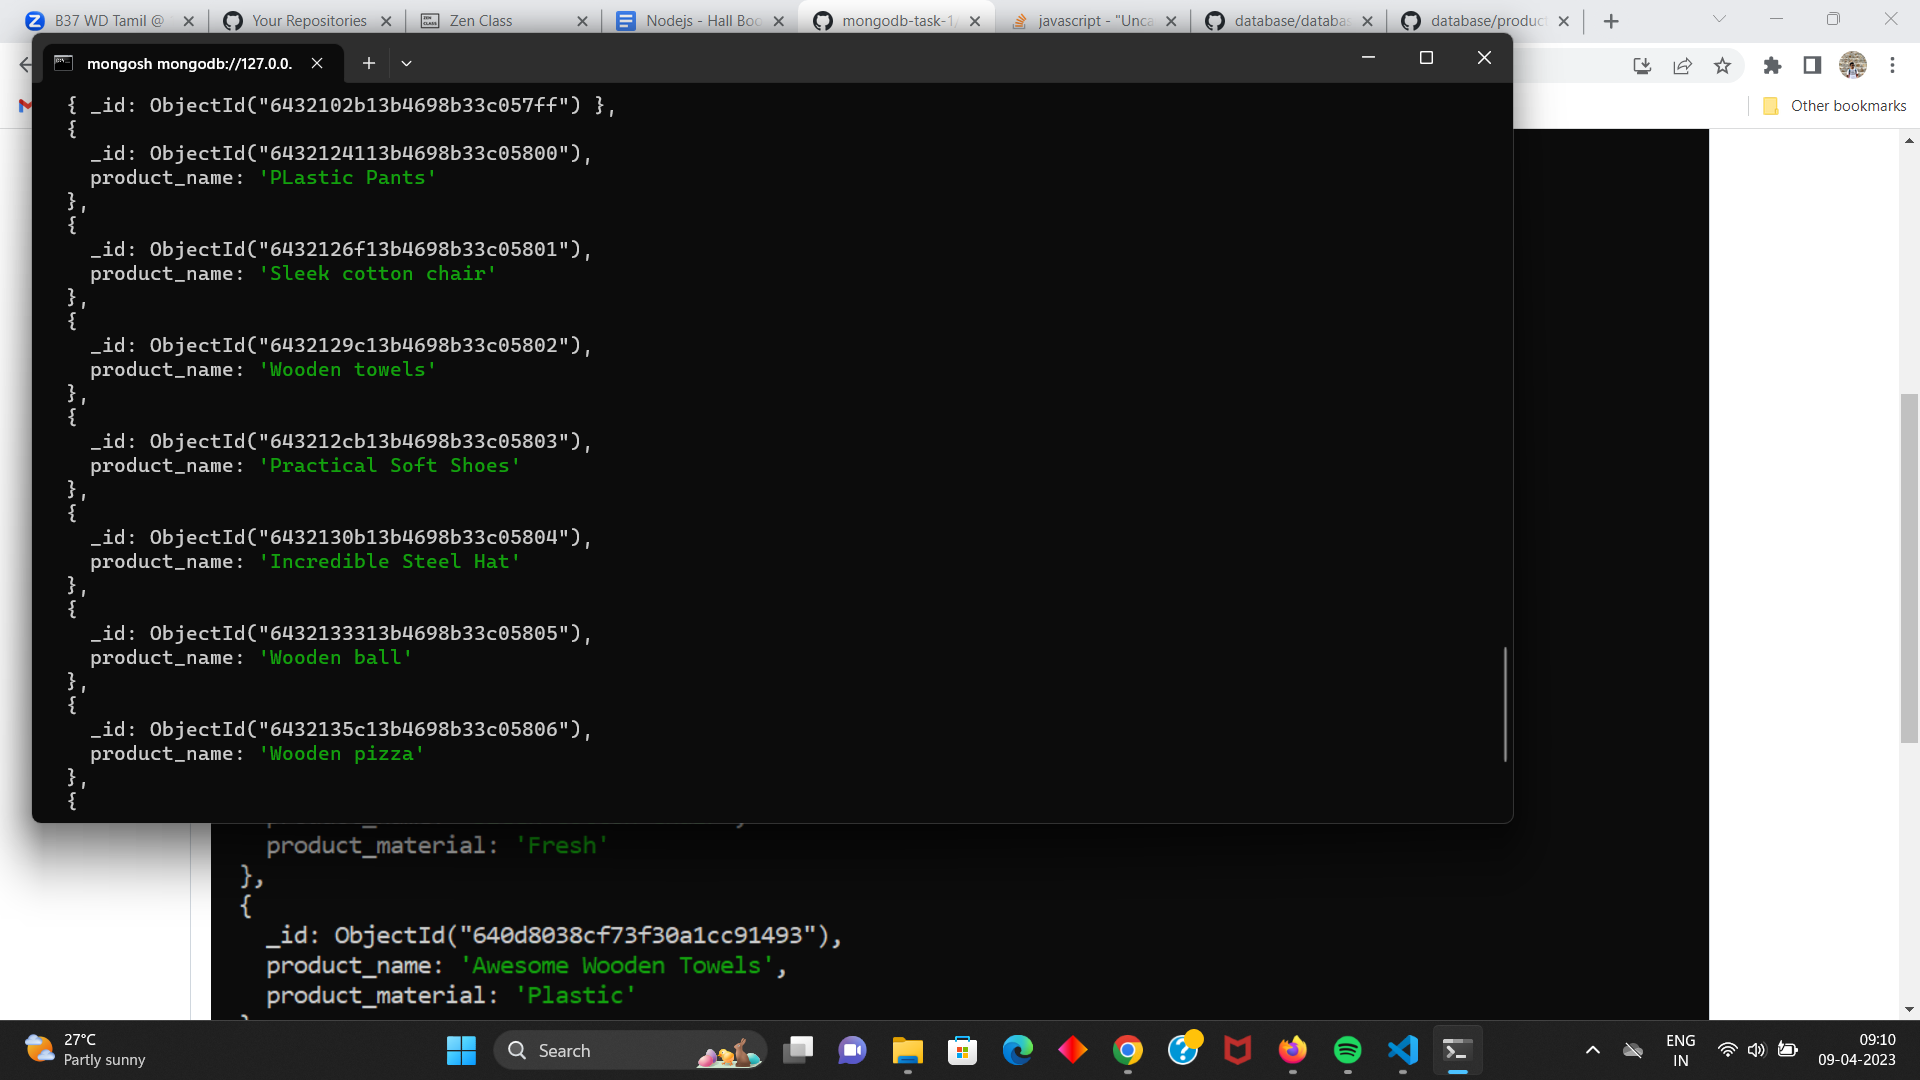 B37 WD Tamil @
Your Repositories
Zen Class
Nodejs - Hall Boo
mongodb-task-1/
javascript - "Unca
database/databas
database/product
mongosh mongodb://127.0.0.
Other bookmarks
{ _id: ObjectId("6432102b13b4698b33c057ff") },
{
_id: ObjectId("6432124113b4698b33c05800"),
product_name: 'PLastic Pants'
},
{
_id: ObjectId("6432126f13b4698b33c05801"),
product_name: 'Sleek cotton chair'
},
{
_id: ObjectId("6432129c13b4698b33c05802"),
product_name: 'Wooden towels'
},
{
_id: ObjectId("643212cb13b4698b33c05803"),
product_name: 'Practical Soft Shoes'
},
{
_id: ObjectId("6432130b13b4698b33c05804"),
product_name: 'Incredible Steel Hat'
},
{
_id: ObjectId("6432133313b4698b33c05805"),
product_name: 'Wooden ball'
},
{
_id: ObjectId("6432135c13b4698b33c05806"),
product_name: 'Wooden pizza'
},
{
product_material: 'Fresh'
},
{
_id: ObjectId("640d8038cf73f30a1cc91493"),
product_name: 'Awesome Wooden Towels',
product_material: 'Plastic'
27°C
Partly sunny
Search
ENG
IN
09:10
09-04-2023